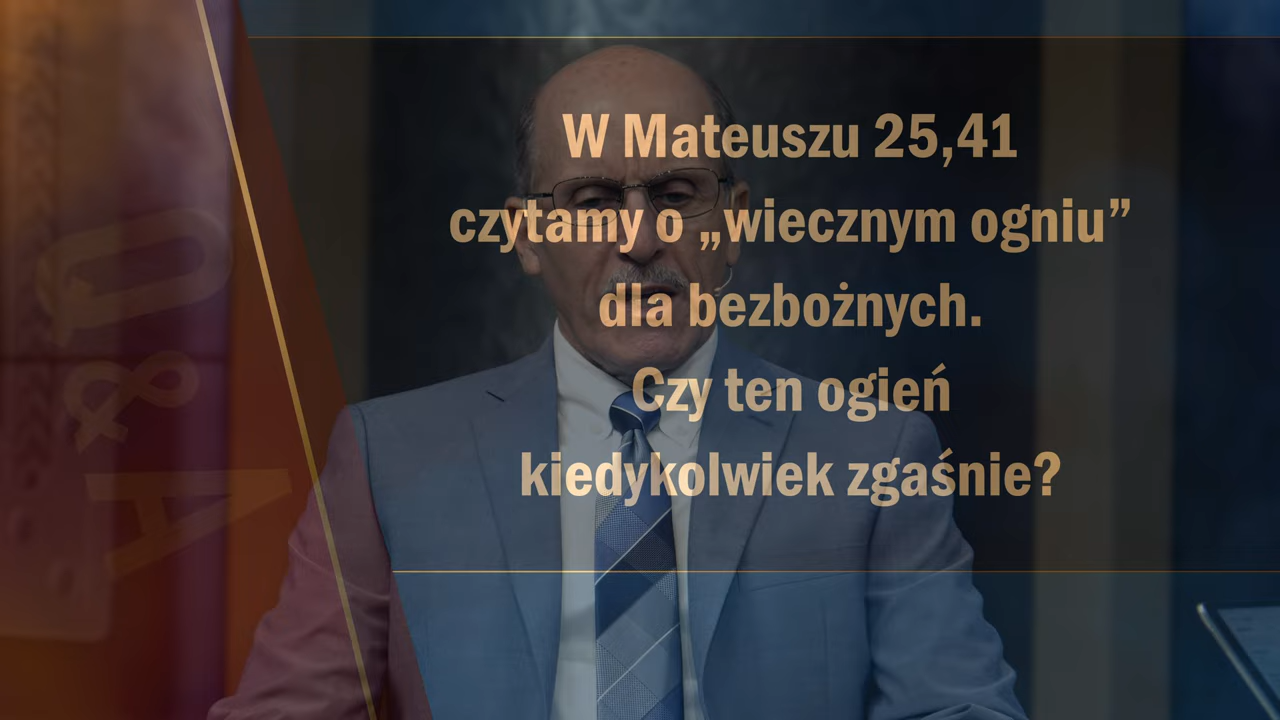 Q&A
W Mateuszu 25,41
czytamy o „wiecznym ogniu”
dla bezbożnych.
Czy ten ogień
kiedykolwiek zgaśnie?